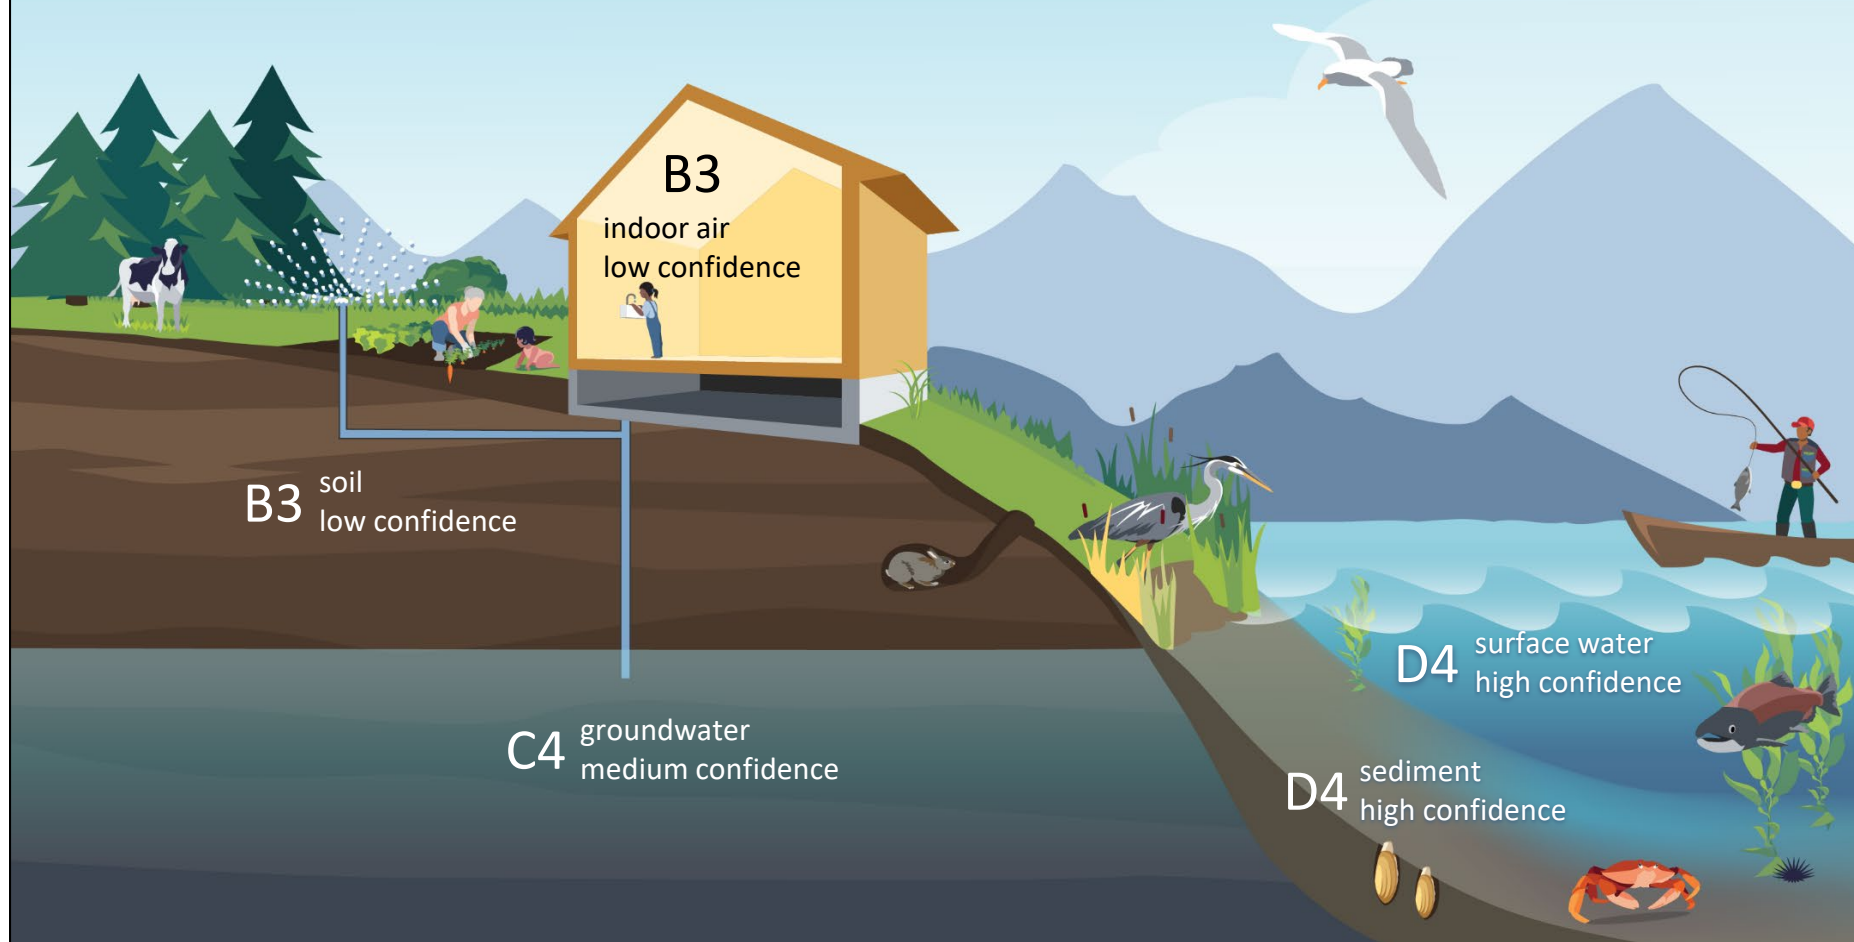 B3
indoor air
low confidence
B3
soil
low confidence
C4
groundwater
medium confidence
D4
surface water
high confidence
D4
sediment
high confidence